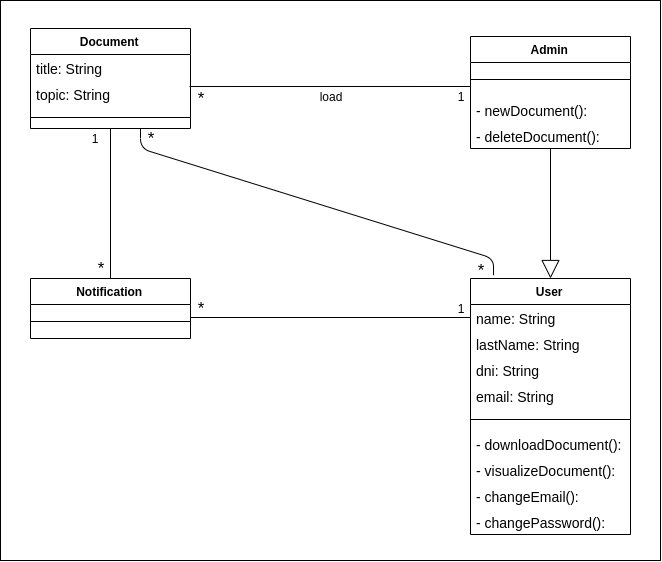 Document
title: String
topic: String
Admin
- newDocument():
- deleteDocument():
* load 1
1
*
*
*
Notification
* 1
User
name: String
lastName: String
dni: String
email: String
- downloadDocument():
- visualizeDocument():
- changeEmail():
- changePassword():